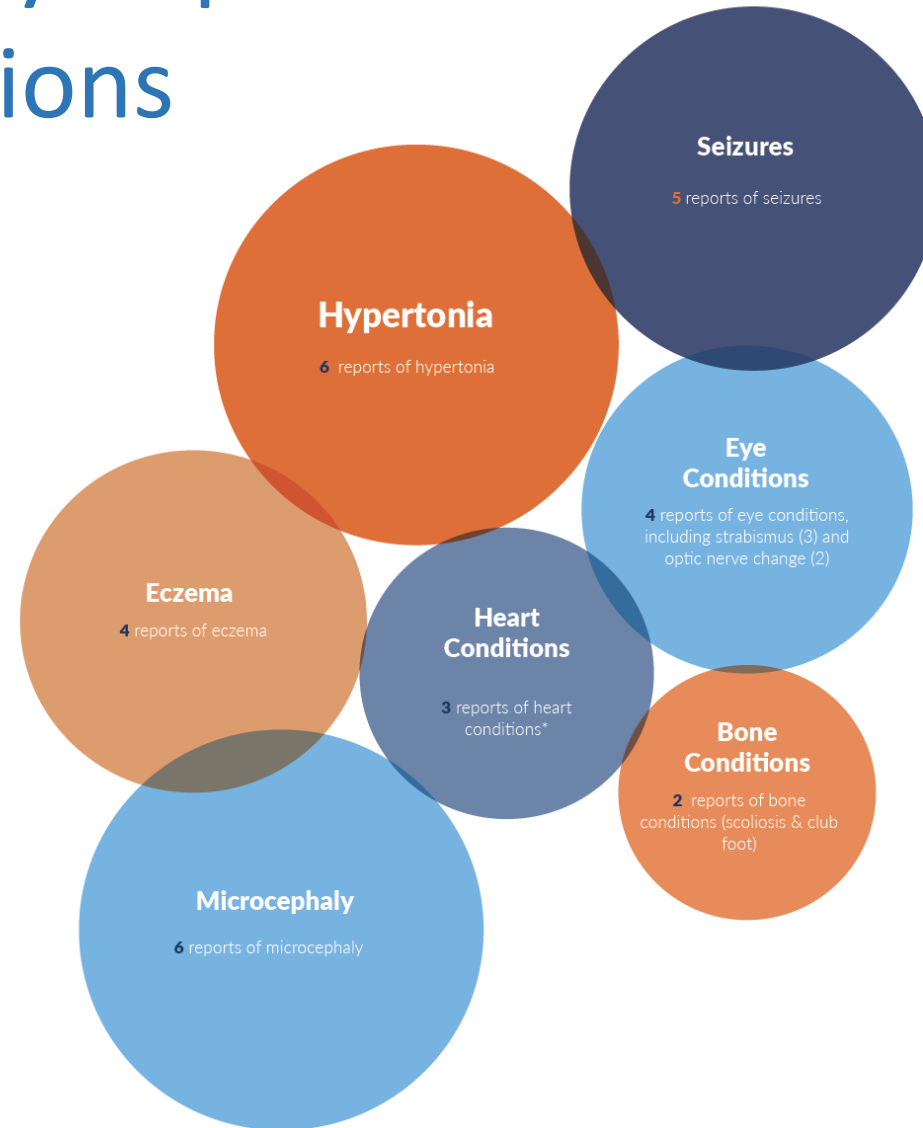 ions
Seizures
5 reports of seizures
Hypertonia
6 reports of hypertonia
Eye
Conditions
4 reports of eye conditions,
including strabismus (3) and
optic nerve change (2)
Eczema
4 reports of eczema
Heart
Conditions
3 reports of heart
conditions*
Bone
Conditions
2 reports of bone
conditions (scoliosis & club
foot)
Microcephaly
6 reports of microcephaly